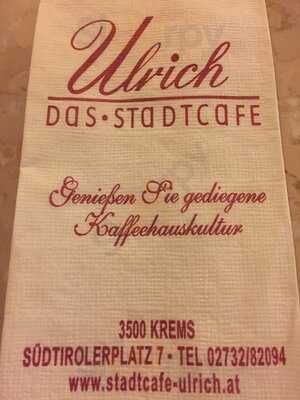 Ulrich
Das • Stadtcafe
Genießen Sie gediegene
Kaffeehauskultur
3500 KREMS
SÜDTIROLERPLATZ 7 • TEL 02732/82094
www.stadtcafe-ulrich.at